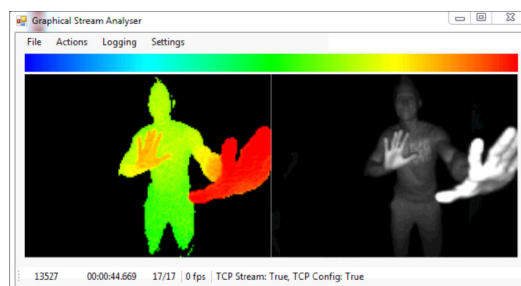 Graphical Stream Analyser
File Actions Logging Settings
13527 00:00:44.669 17/17 0 fps TCP Stream: True, TCP Config: True